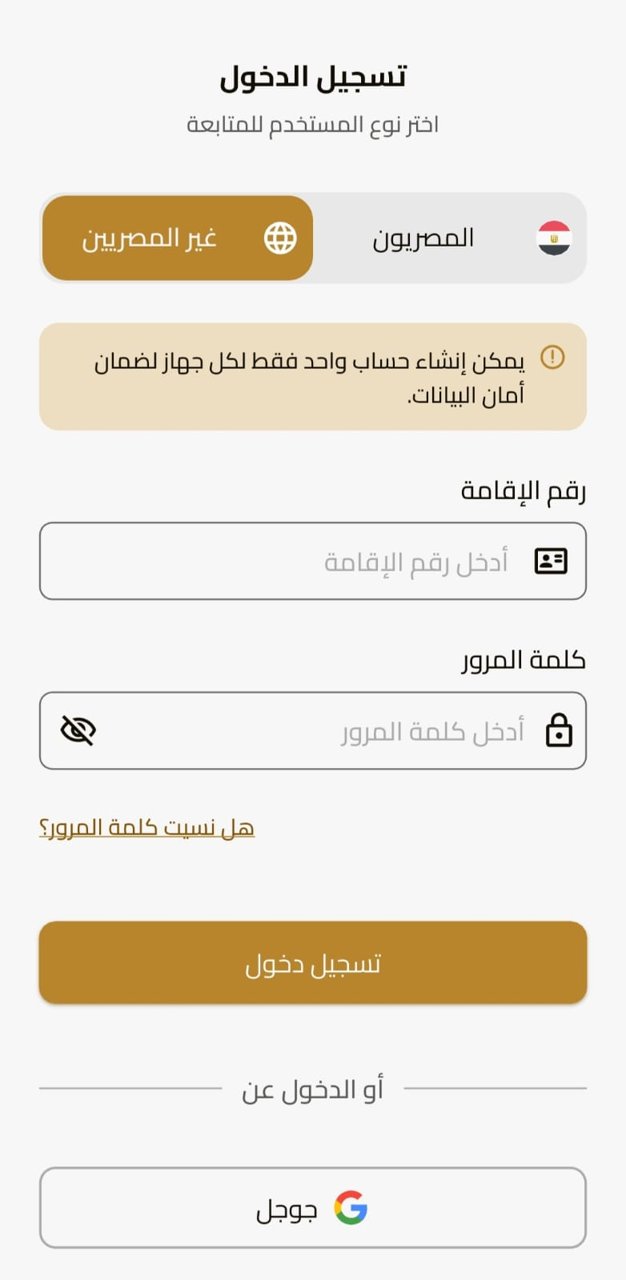 تسجيل الدخول
اختر نوع المستخدم للمتابعة
المصريون
غير المصريين
يمكن إنشاء حساب واحد فقط لكل جهاز لضمان
أمان البيانات.
رقم الإقامة
أدخل رقم الإقامة
كلمة المرور
أدخل كلمة المرور
هل نسيت كلمة المرور؟
تسجيل دخول
أو الدخول عن
جوجل